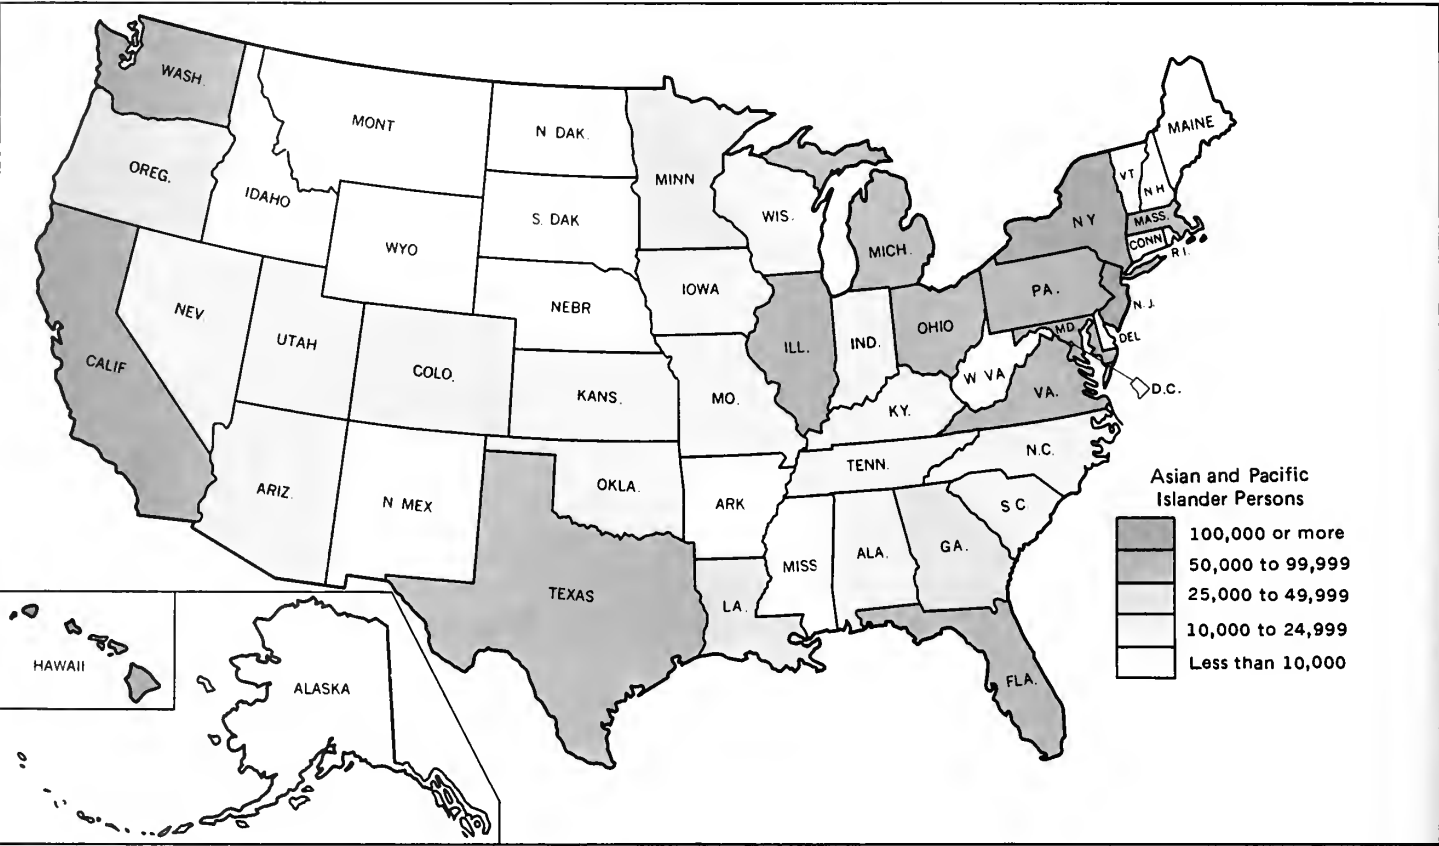 WASH.
MONT
N DAK.
MINN
MAINE
OREG.
IDAHO
S. DAK
WIS.
VT
N H
WYO
MICH.
N Y
MASS.
CONN
R I.
NEV.
NEBR
IOWA
PA.
N. J.
UTAH
ILL.
IND.
OHIO
MD.
DEL
CALIF
COLO.
KANS.
MO.
KY.
W VA
VA.
D.C.
ARIZ.
N MEX
OKLA.
ARK
TENN.
N.C.
S C
TEXAS
LA.
MISS
ALA.
GA.
FLA.
HAWAII
ALASKA
Asian and Pacific
Islander Persons
100,000 or more
50,000 to 99,999
25,000 to 49,999
10,000 to 24,999
Less than 10,000